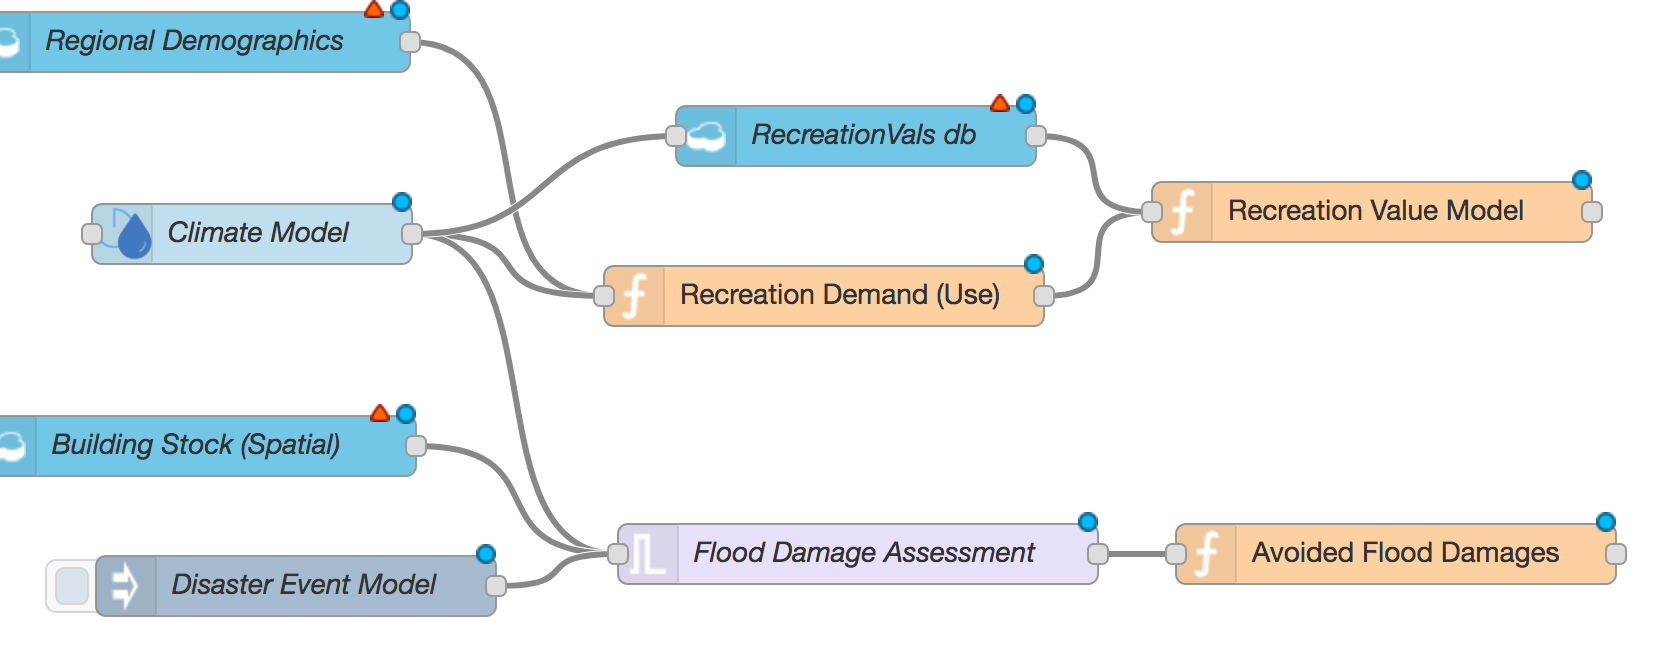 Regional Demographics
RecreationVals db
Recreation Value Model
Climate Model
Recreation Demand (Use)
Building Stock (Spatial)
Flood Damage Assessment
Avoided Flood Damages
Disaster Event Model